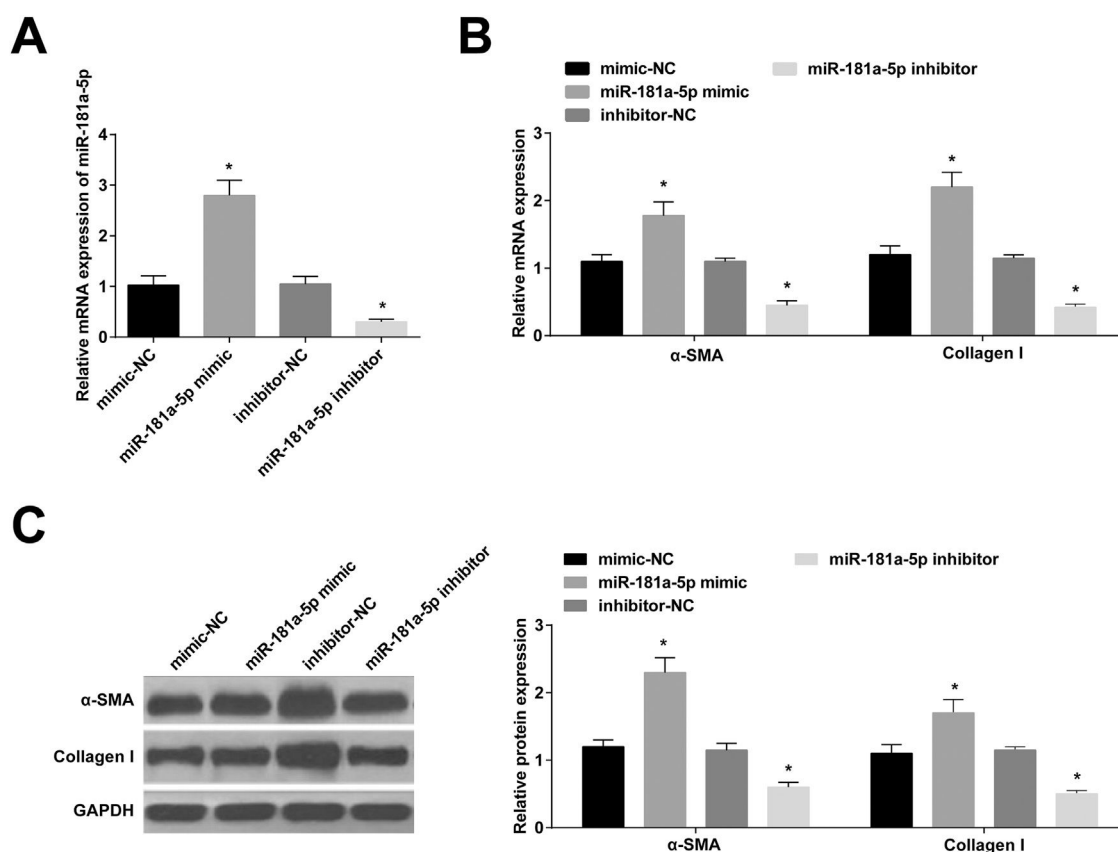 A
Relative mRNA expression of miR-181a-5p
4
3
2
1
0
*
*
mimic-NC
miR-181a-5p mimic
inhibitor-NC
miR-181a-5p inhibitor
B
mimic-NC
miR-181a-5p mimic
inhibitor-NC
miR-181a-5p inhibitor
Relative mRNA expression
3
2
1
0
*
*
*
*
α-SMA
Collagen I
C
mimic-NC
miR-181a-5p mimic
inhibitor-NC
miR-181a-5p inhibitor
α-SMA
Collagen I
GAPDH
mimic-NC
miR-181a-5p mimic
inhibitor-NC
miR-181a-5p inhibitor
Relative protein expression
3
2
1
0
*
*
*
*
α-SMA
Collagen I